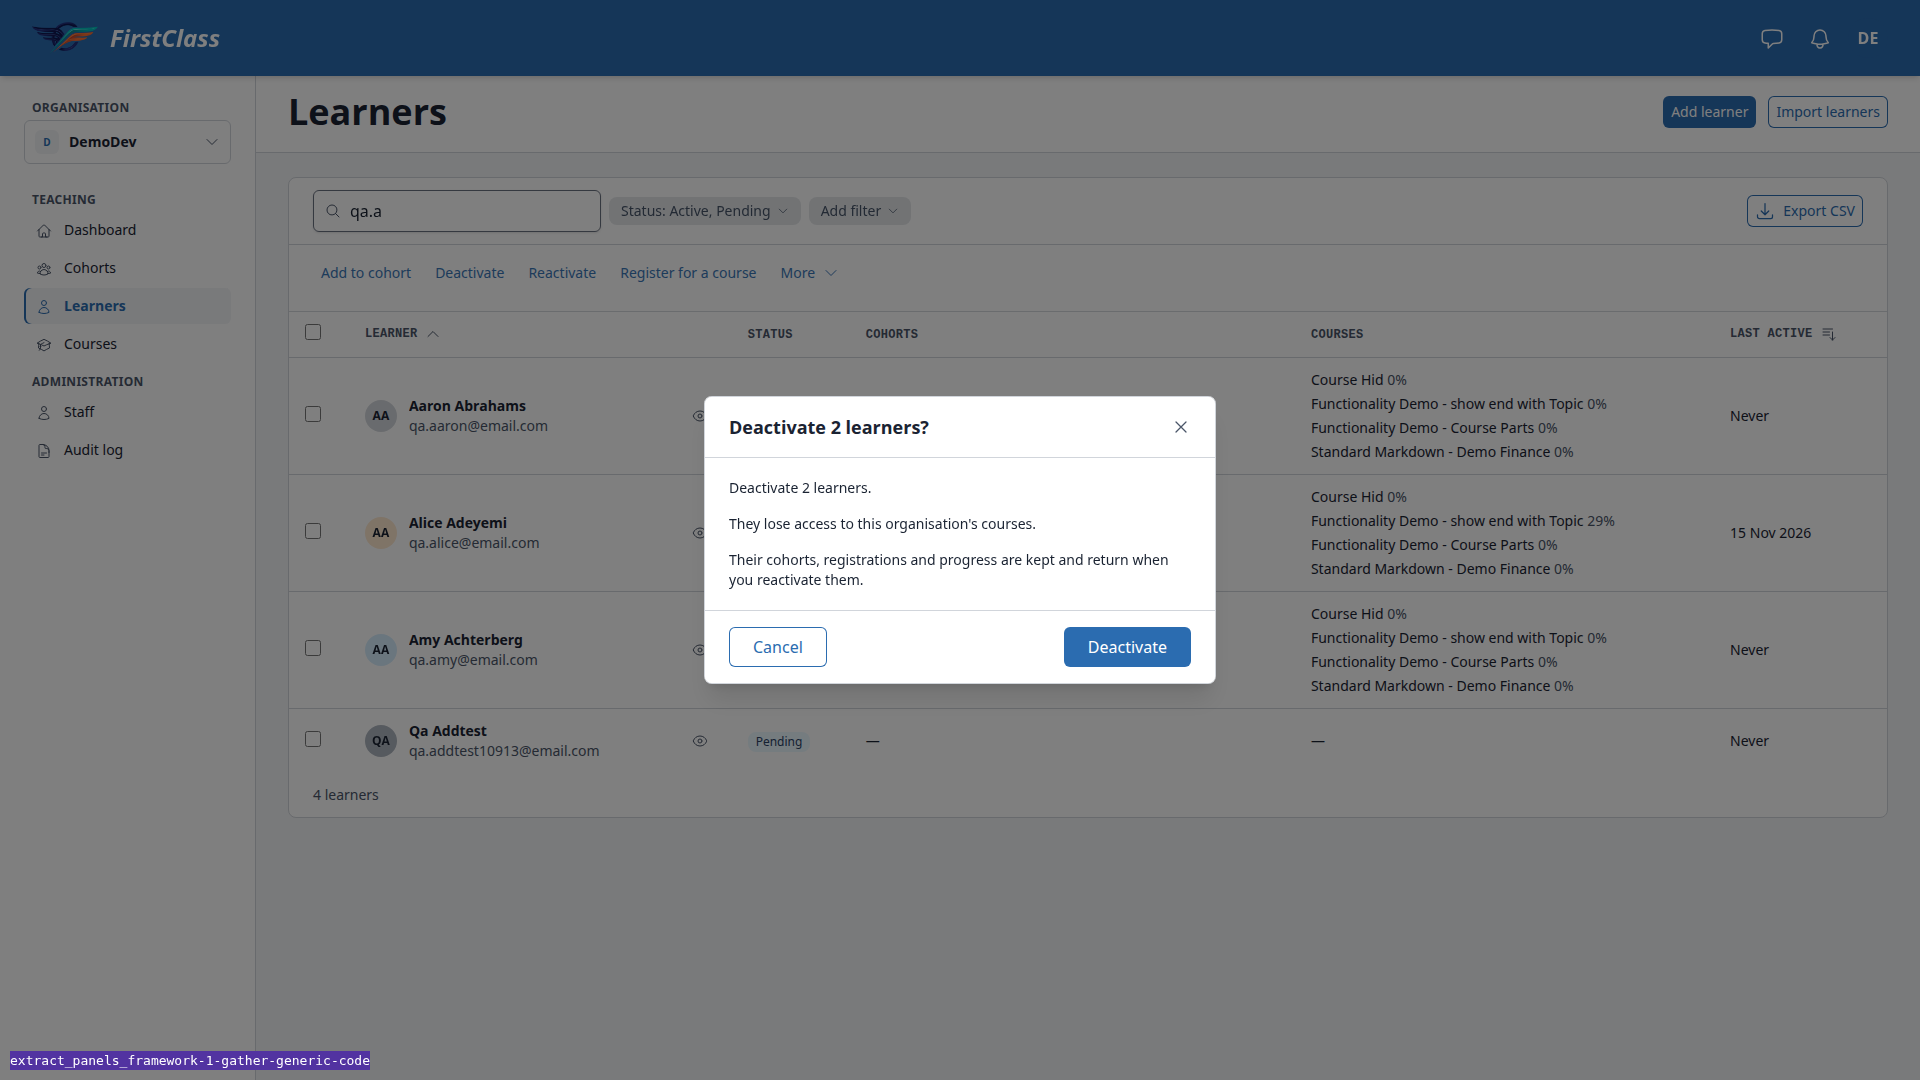 FirstClass
DE
ORGANISATION
D DemoDev
TEACHING
Dashboard
Cohorts
Learners
Courses
ADMINISTRATION
Staff
Audit log
Learners
Add learner
Import learners
qa.a
Status: Active, Pending
Add filter
Export CSV
Add to cohort Deactivate Reactivate Register for a course More
LEARNER STATUS COHORTS COURSES LAST ACTIVE
AA Aaron Abrahams
qa.aaron@email.com
Course Hid 0%
Functionality Demo - show end with Topic 0%
Functionality Demo - Course Parts 0%
Standard Markdown - Demo Finance 0%
Never
AA Alice Adeyemi
qa.alice@email.com
Course Hid 0%
Functionality Demo - show end with Topic 29%
Functionality Demo - Course Parts 0%
Standard Markdown - Demo Finance 0%
15 Nov 2026
AA Amy Achterberg
qa.amy@email.com
Course Hid 0%
Functionality Demo - show end with Topic 0%
Functionality Demo - Course Parts 0%
Standard Markdown - Demo Finance 0%
Never
QA Qa Addtest
qa.addtest10913@email.com
Pending — — Never
4 learners
Deactivate 2 learners?
Deactivate 2 learners.
They lose access to this organisation's courses.
Their cohorts, registrations and progress are kept and return when
you reactivate them.
Cancel
Deactivate
extract_panels_framework-1-gather-generic-code